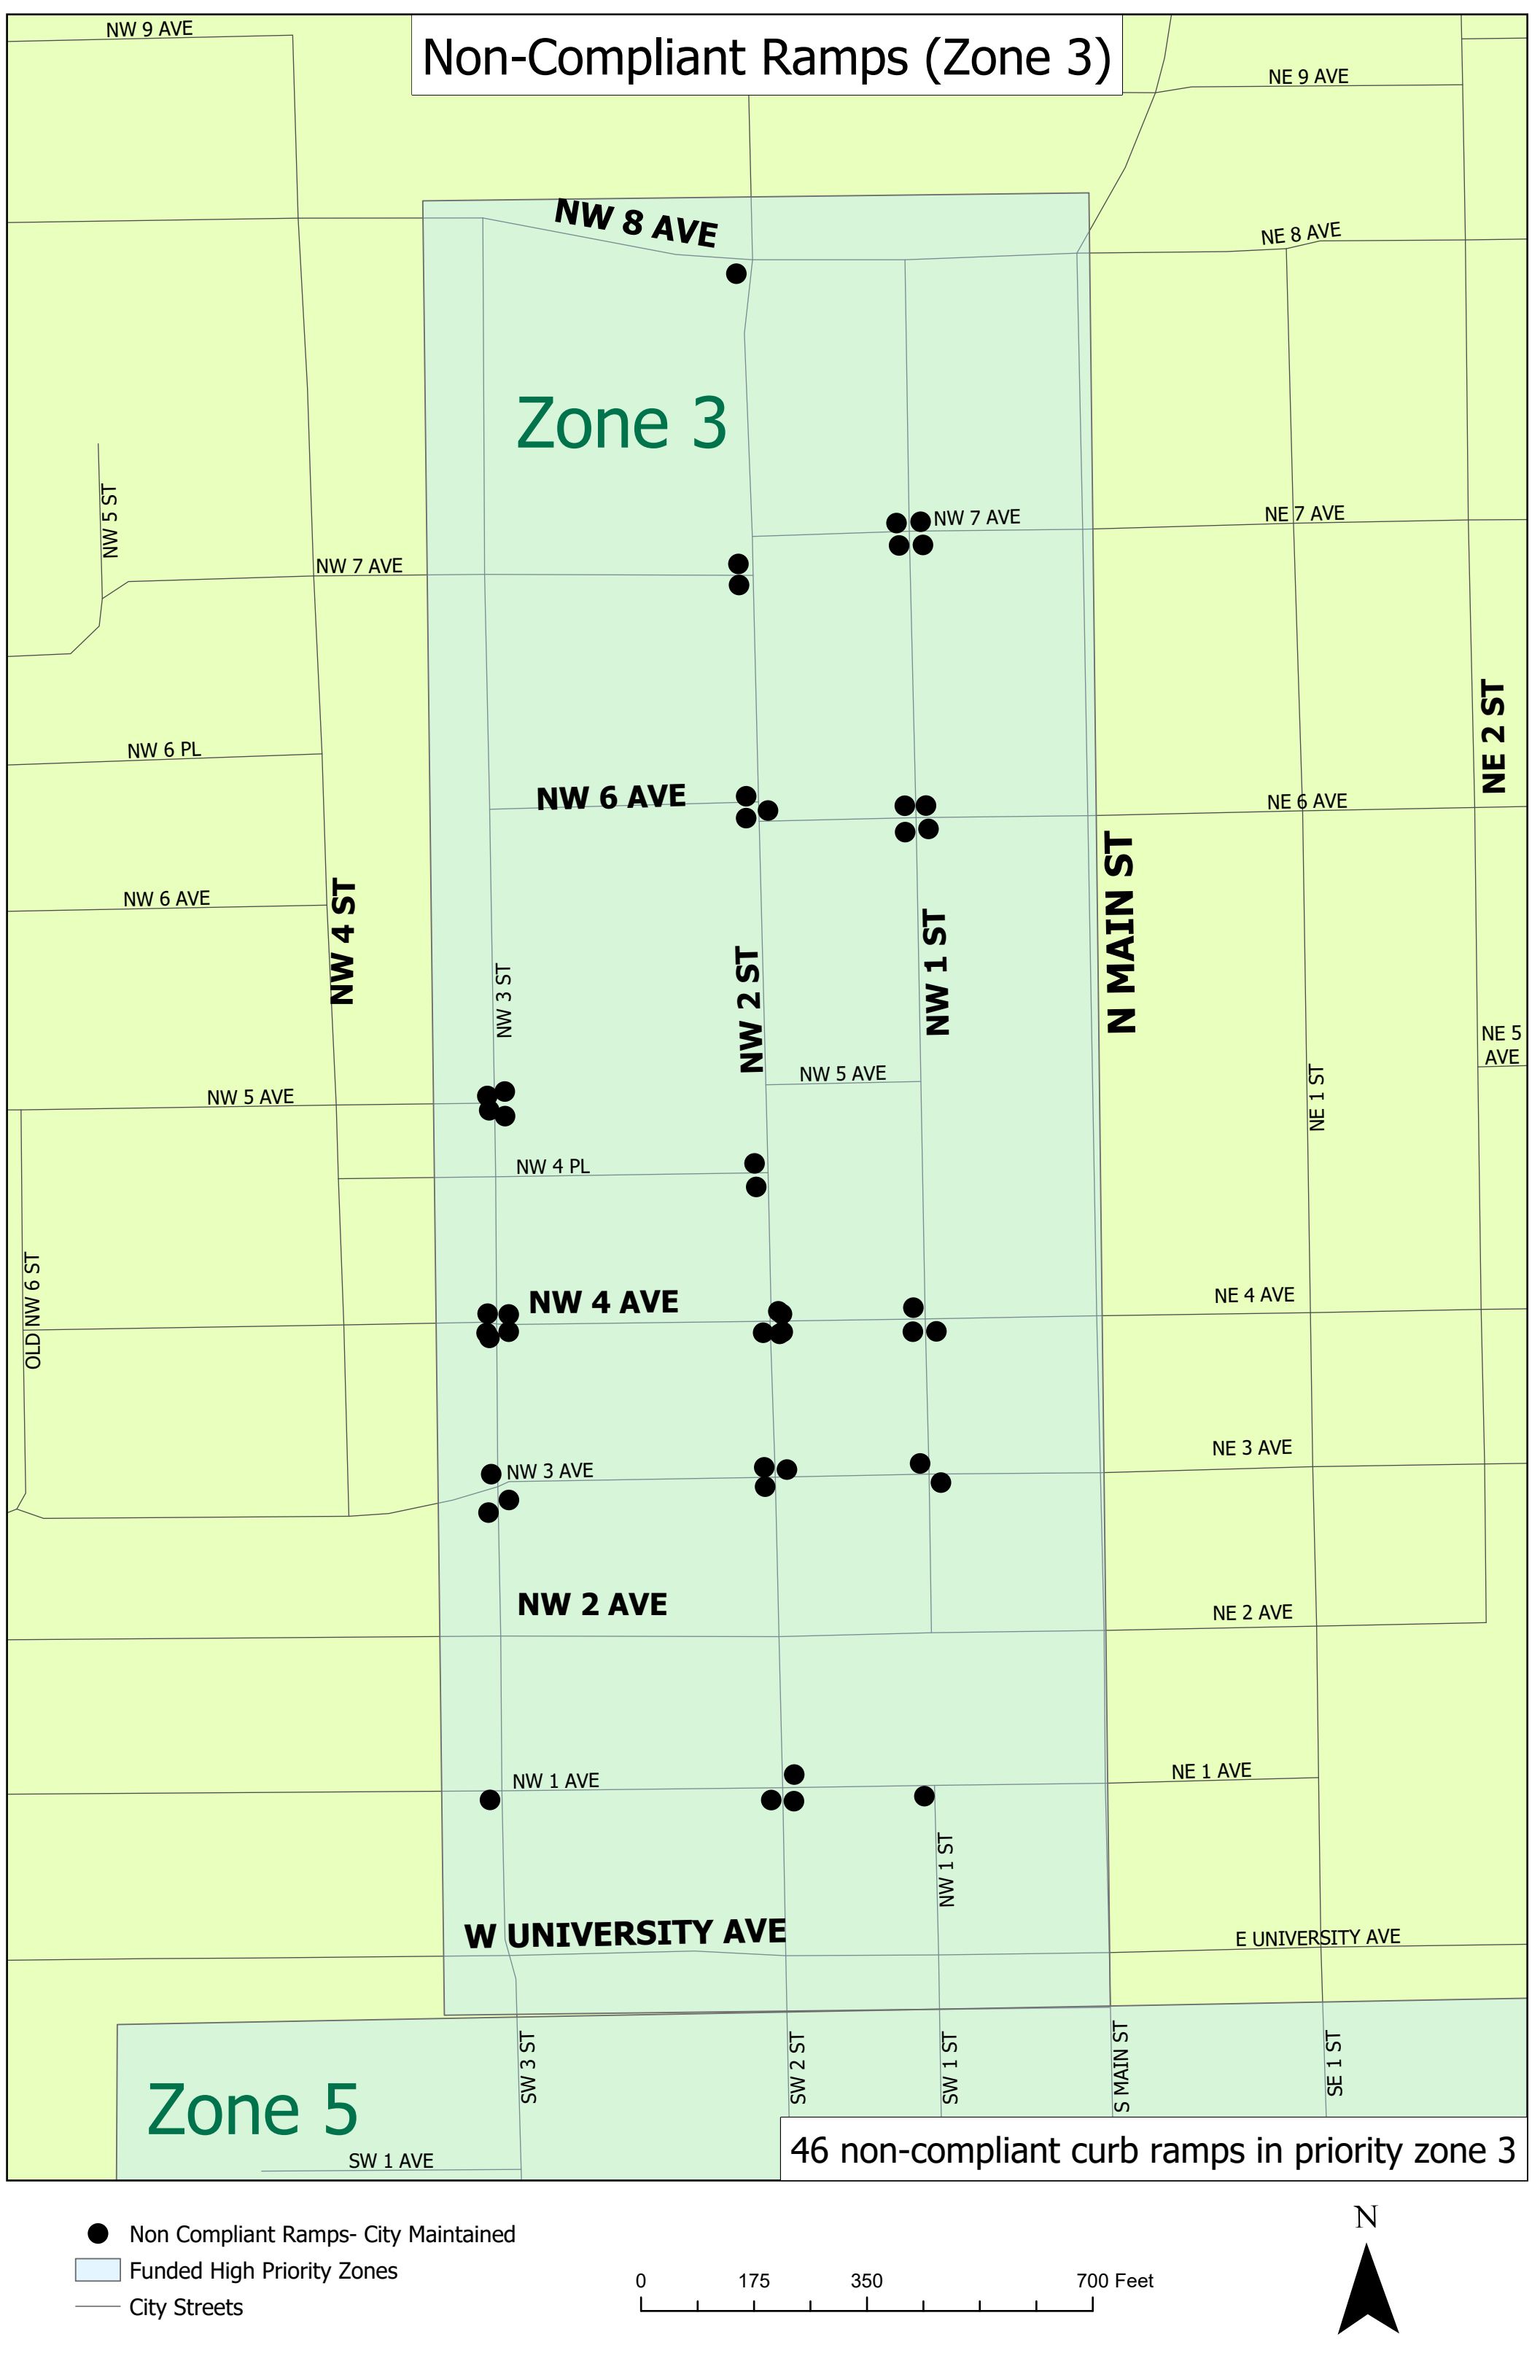 NW 9 AVE
Non-Compliant Ramps (Zone 3)
NE 9 AVE
NW 8 AVE
NE 8 AVE
Zone 3
NW 5 ST
NW 7 AVE
NE 7 AVE
NW 7 AVE
NE 2 ST
NW 6 PL
NW 6 AVE
NE 6 AVE
N MAIN ST
NW 6 AVE
NW 4 ST
NW 3 ST
NW 2 ST
NW 1 ST
NE 5
AVE
NE 1 ST
NW 5 AVE
NW 5 AVE
NW 4 PL
OLD NW 6 ST
NW 4 AVE
NE 4 AVE
NW 3 AVE
NE 3 AVE
NW 2 AVE
NE 2 AVE
NW 1 AVE
NE 1 AVE
NW 1 ST
W UNIVERSITY AVE
E UNIVERSITY AVE
SW 3 ST
SW 2 ST
SW 1 ST
S MAIN ST
SE 1 ST
Zone 5
SW 1 AVE
46 non-compliant curb ramps in priority zone 3
Non Compliant Ramps- City Maintained
Funded High Priority Zones
City Streets
0 175 350 700 Feet
N